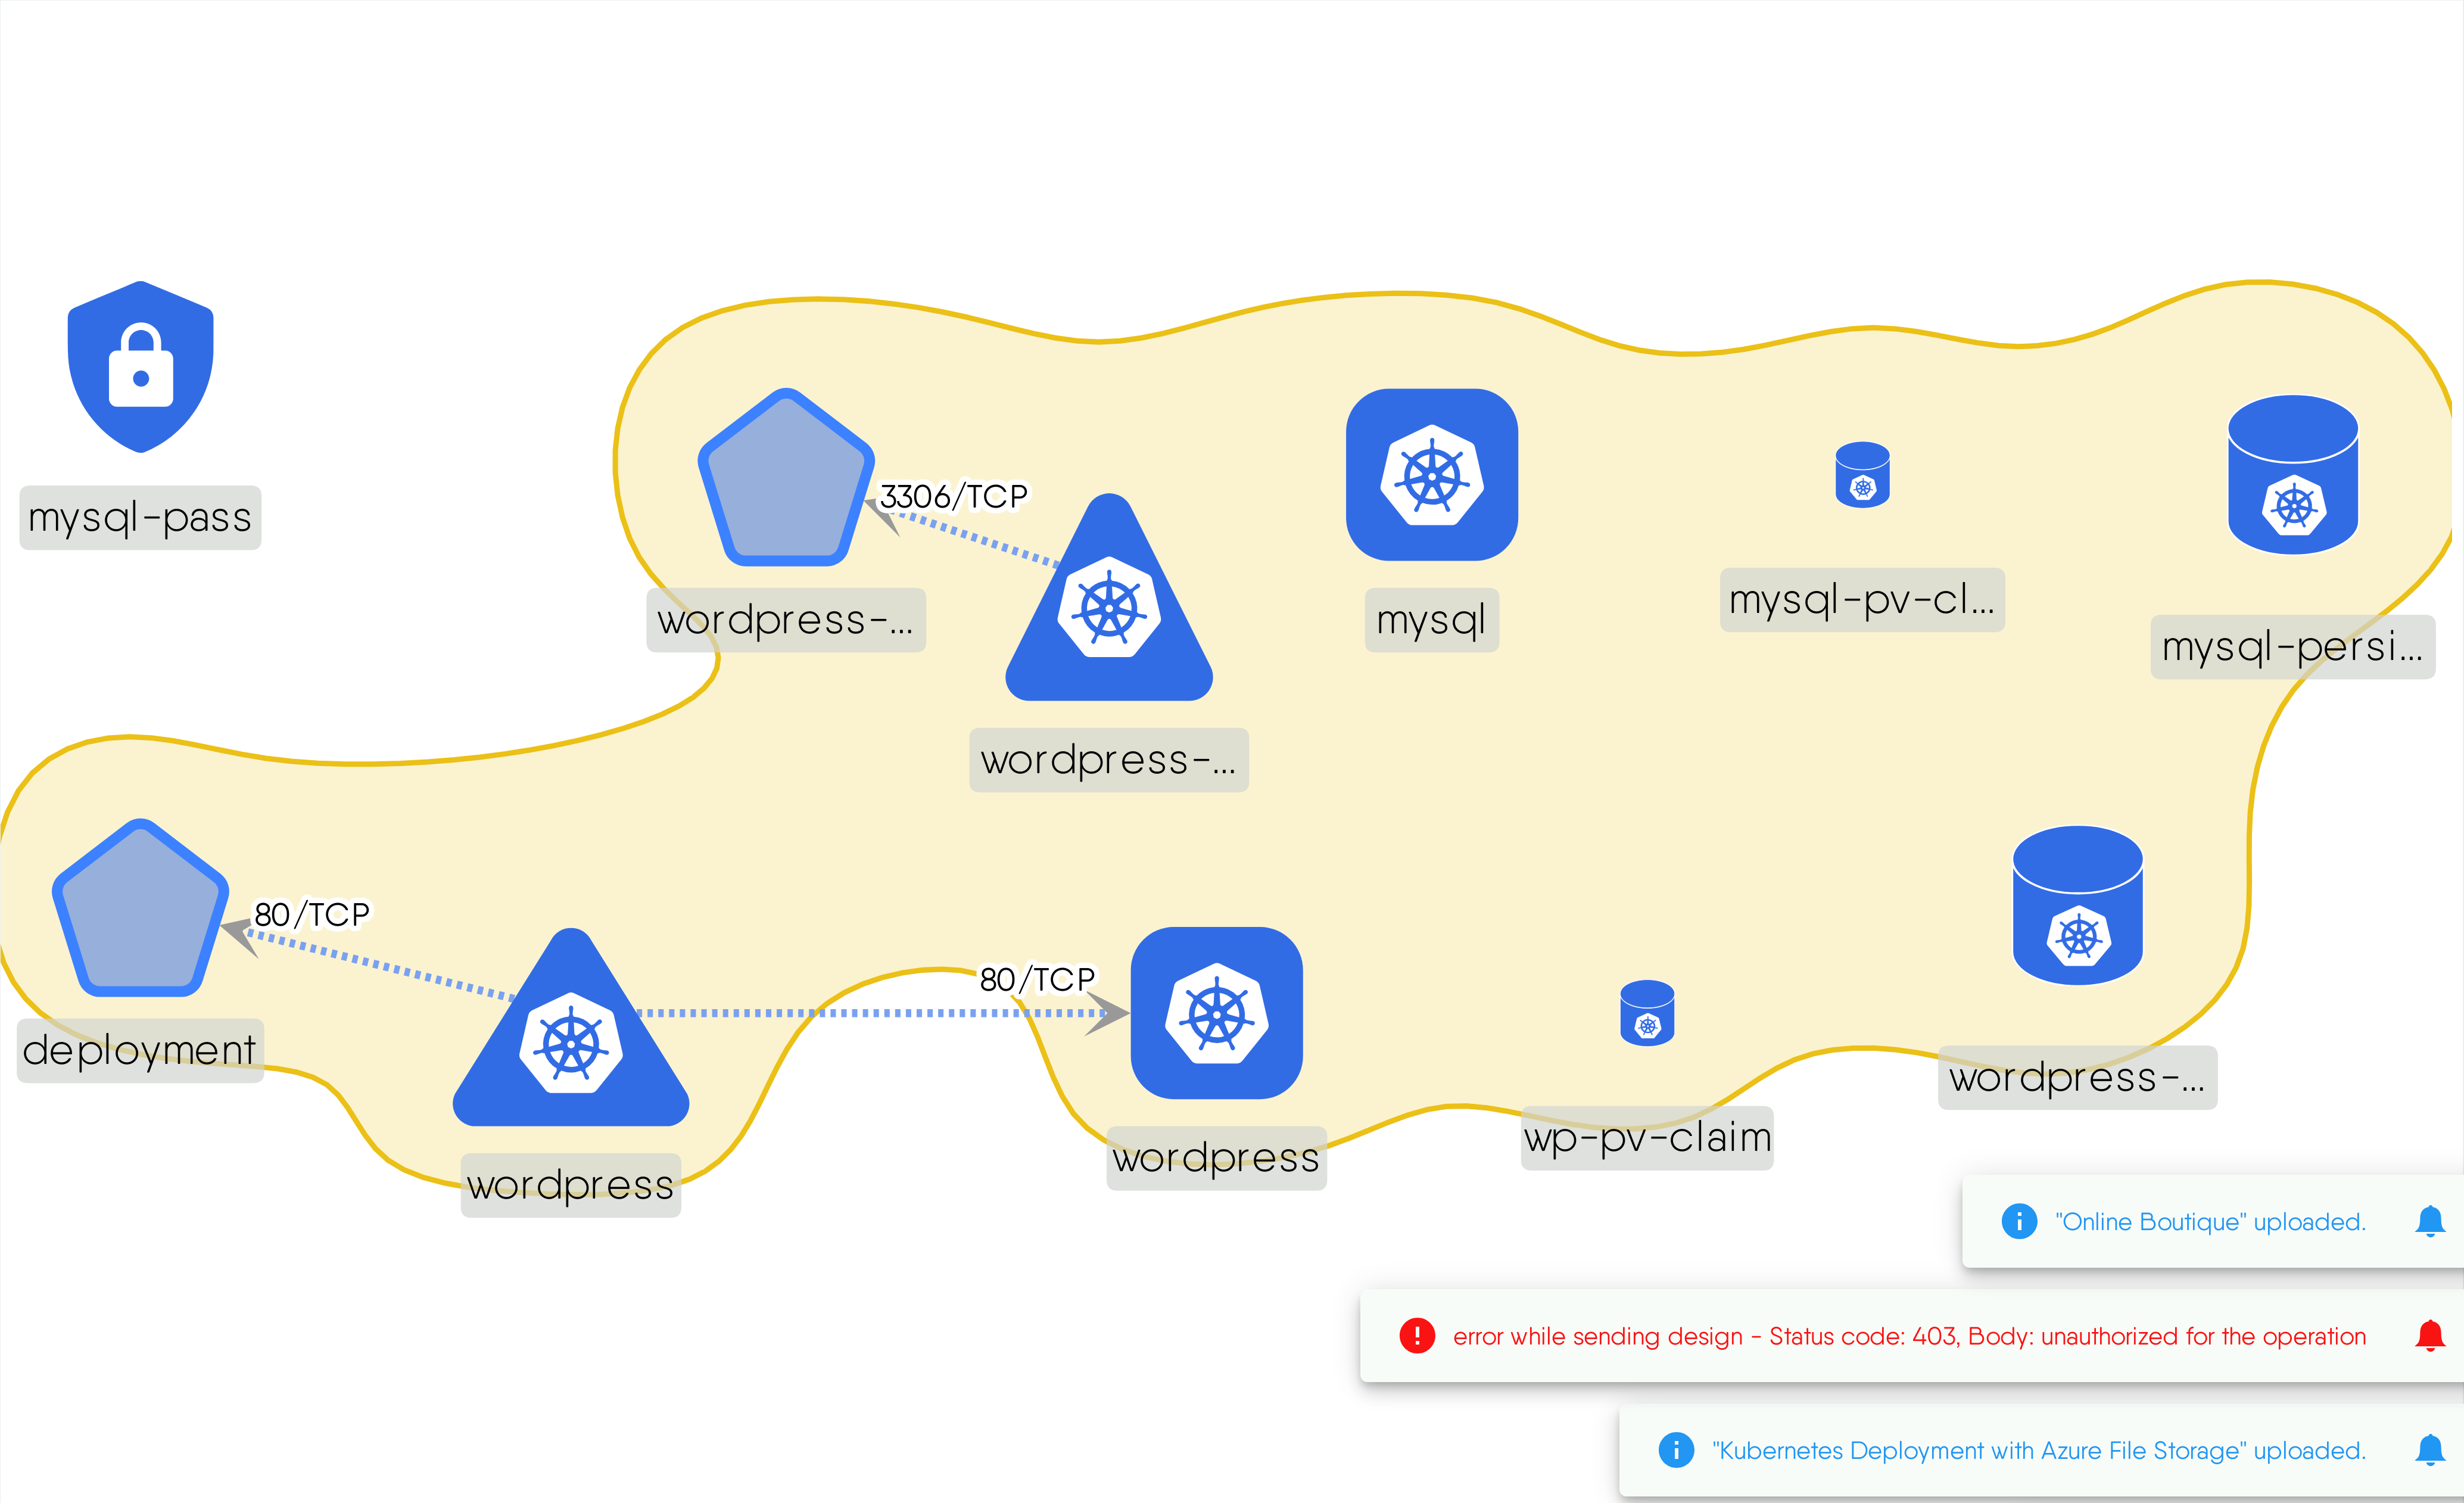 mysql-pass
3306/TCP
wordpress-...
wordpress-...
mysql
mysql-pv-cl...
mysql-persi...
80/TCP
deployment
wordpress
80/TCP
wordpress
wp-pv-claim
wordpress-...
"Online Boutique" uploaded.
error while sending design - Status code: 403, Body: unauthorized for the operation
"Kubernetes Deployment with Azure File Storage" uploaded.